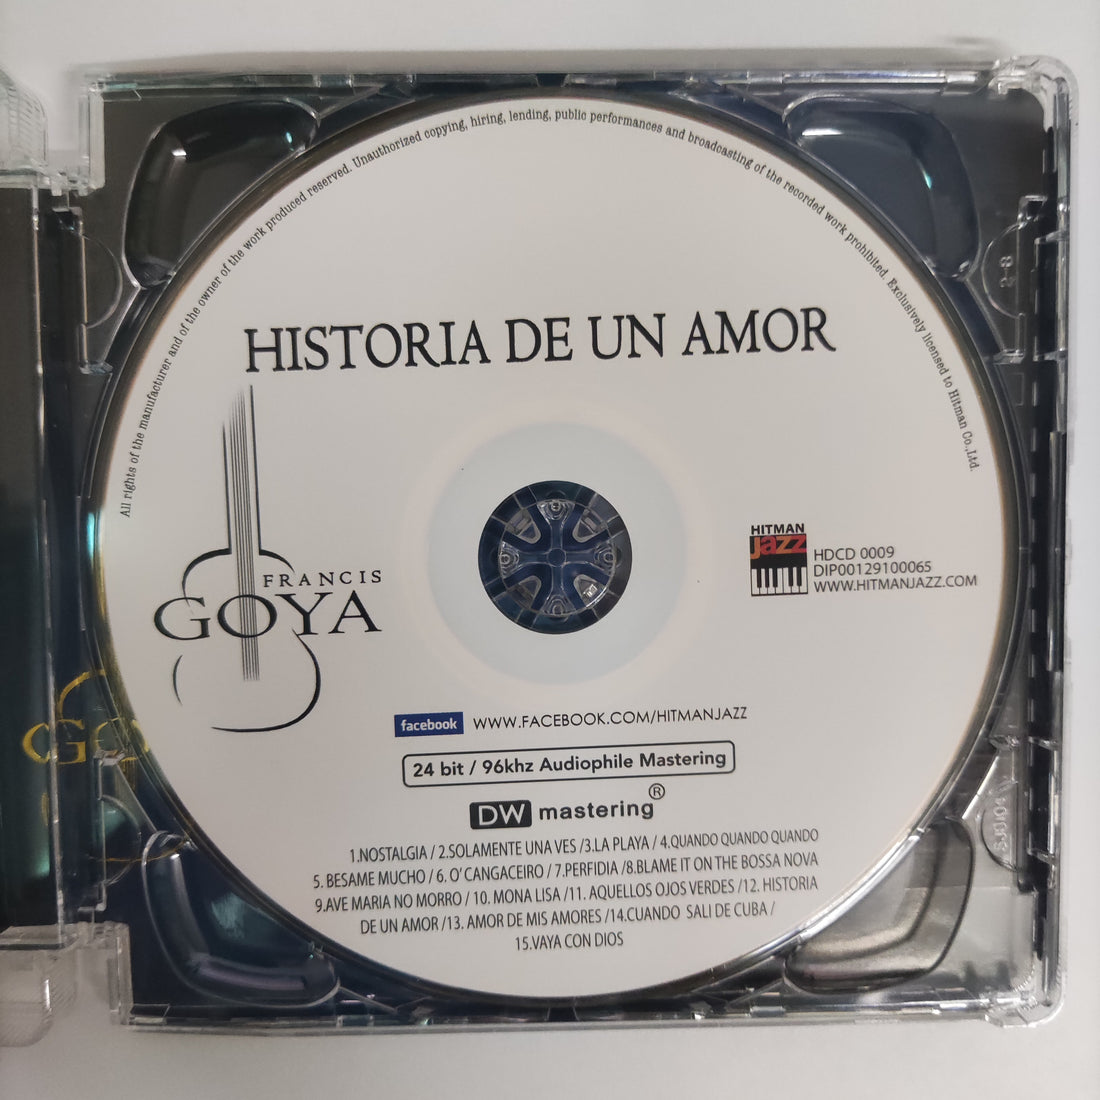 All rights of the manufacturer and of the owner of the work produced reserved. Unauthorized copying, hiring, lending, public performances and broadcasting of the recorded work prohibited. Exclusively licensed to Hitman Co.,Ltd.
HISTORIA DE UN AMOR
FRANCIS
GOYA
HITMAN
jazz
HDCD 0009
DIP00129100065
WWW.HITMANJAZZ.COM
facebook WWW.FACEBOOK.COM/HITMANJAZZ
24 bit / 96khz Audiophile Mastering
DW mastering®
1.NOSTALGIA / 2.SOLAMENTE UNA VES /3.LA PLAYA / 4.QUANDO QUANDO QUANDO
5. BESAME MUCHO / 6. O' CANGACEIRO / 7.PERFIDIA /8.BLAME IT ON THE BOSSA NOVA
9.AVE MARIA NO MORRO / 10. MONA LISA /11. AQUELLOS OJOS VERDES /12. HISTORIA
DE UN AMOR /13. AMOR DE MIS AMORES /14.CUANDO SALI DE CUBA /
15.VAYA CON DIOS
2-8